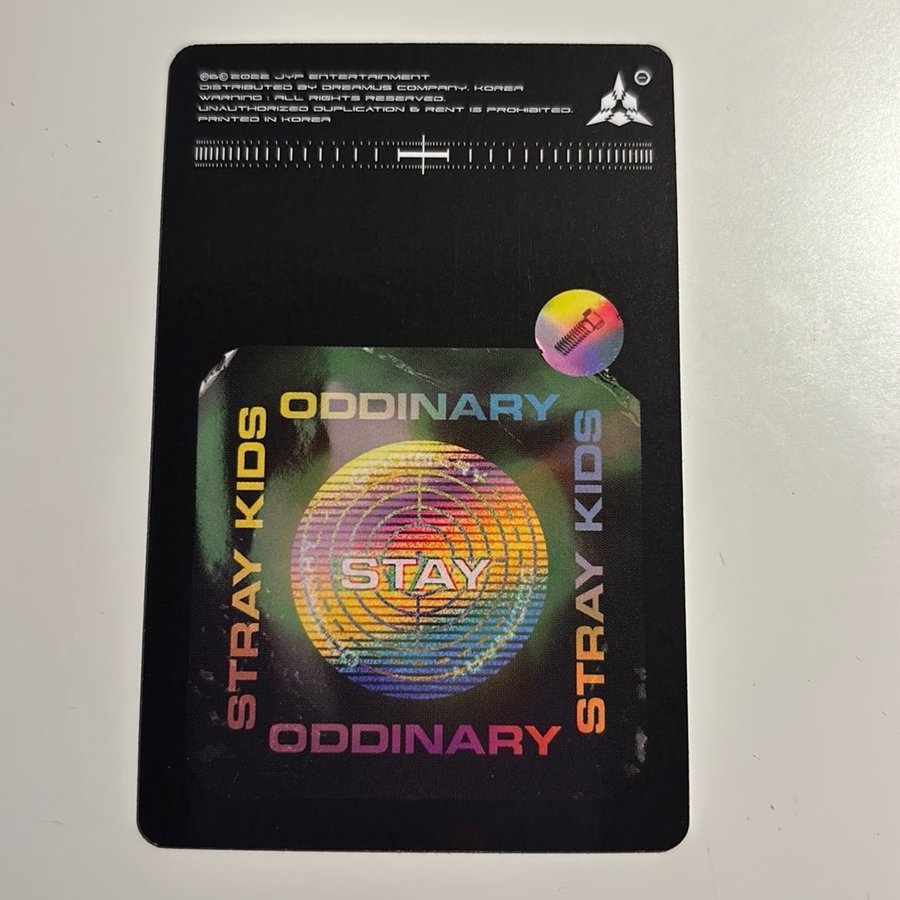 ℗&© 2022 JYP ENTERTAINMENT
DISTRIBUTED BY DREAMUS COMPANY. KOREA
WARNING : ALL RIGHTS RESERVED.
UNAUTHORIZED DUPLICATION & RENT IS PROHIBITED.
PRINTED IN KOREA
ODDINARY
STRAY KIDS
STAY
STRAY KIDS
ODDINARY